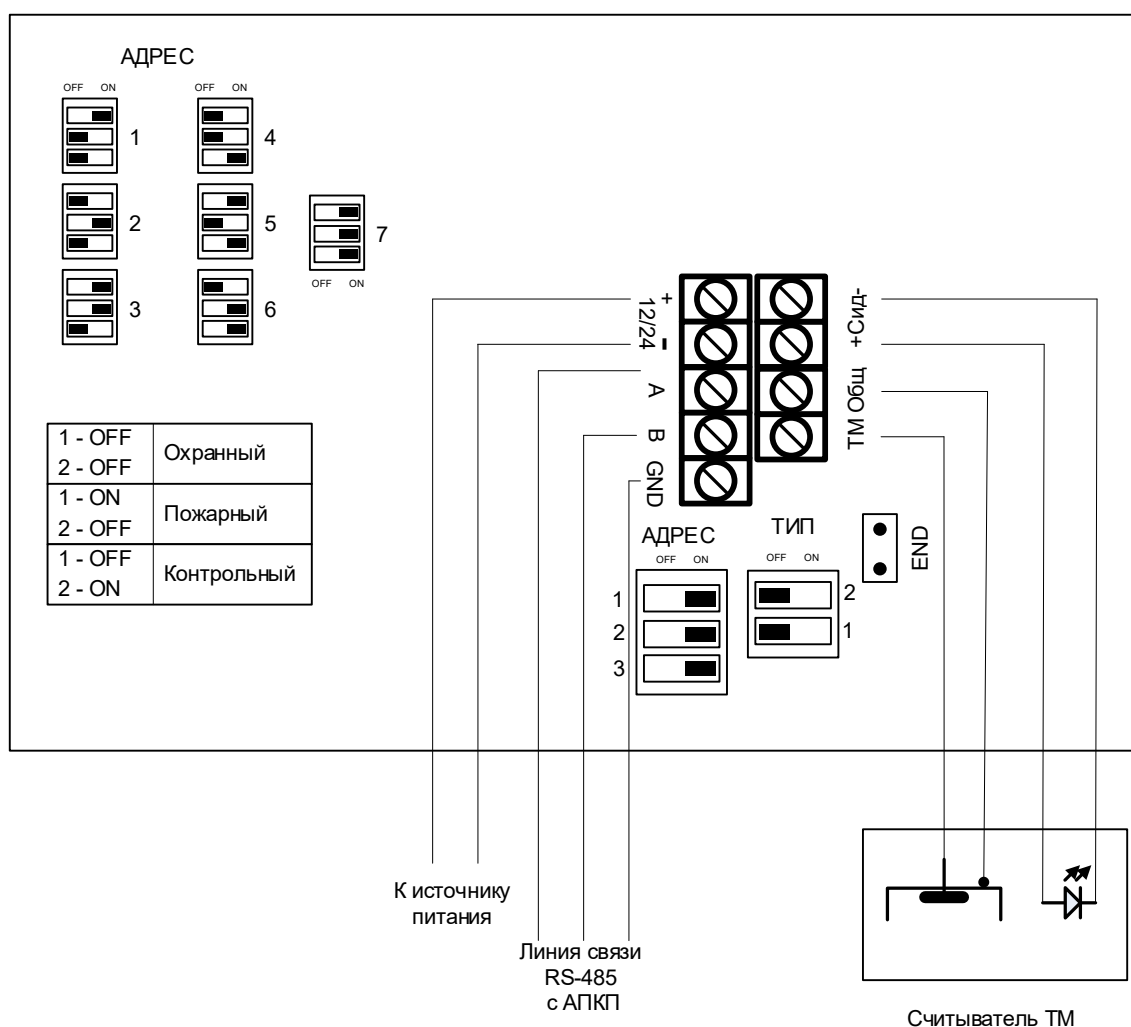 АДРЕС
OFF ON
OFF ON
1
4
2
5
7
OFF ON
3
6
1 - OFF
2 - OFF
Охранный
1 - ON
2 - OFF
Пожарный
1 - OFF
2 - ON
Контрольный
+
12/24
-
A
B
GND
+Сид-
ТМ Общ
АДРЕС
OFF ON
1
2
3
ТИП
OFF ON
2
1
END
К источнику
питания
Линия связи
RS-485
с АПКП
Считыватель ТМ